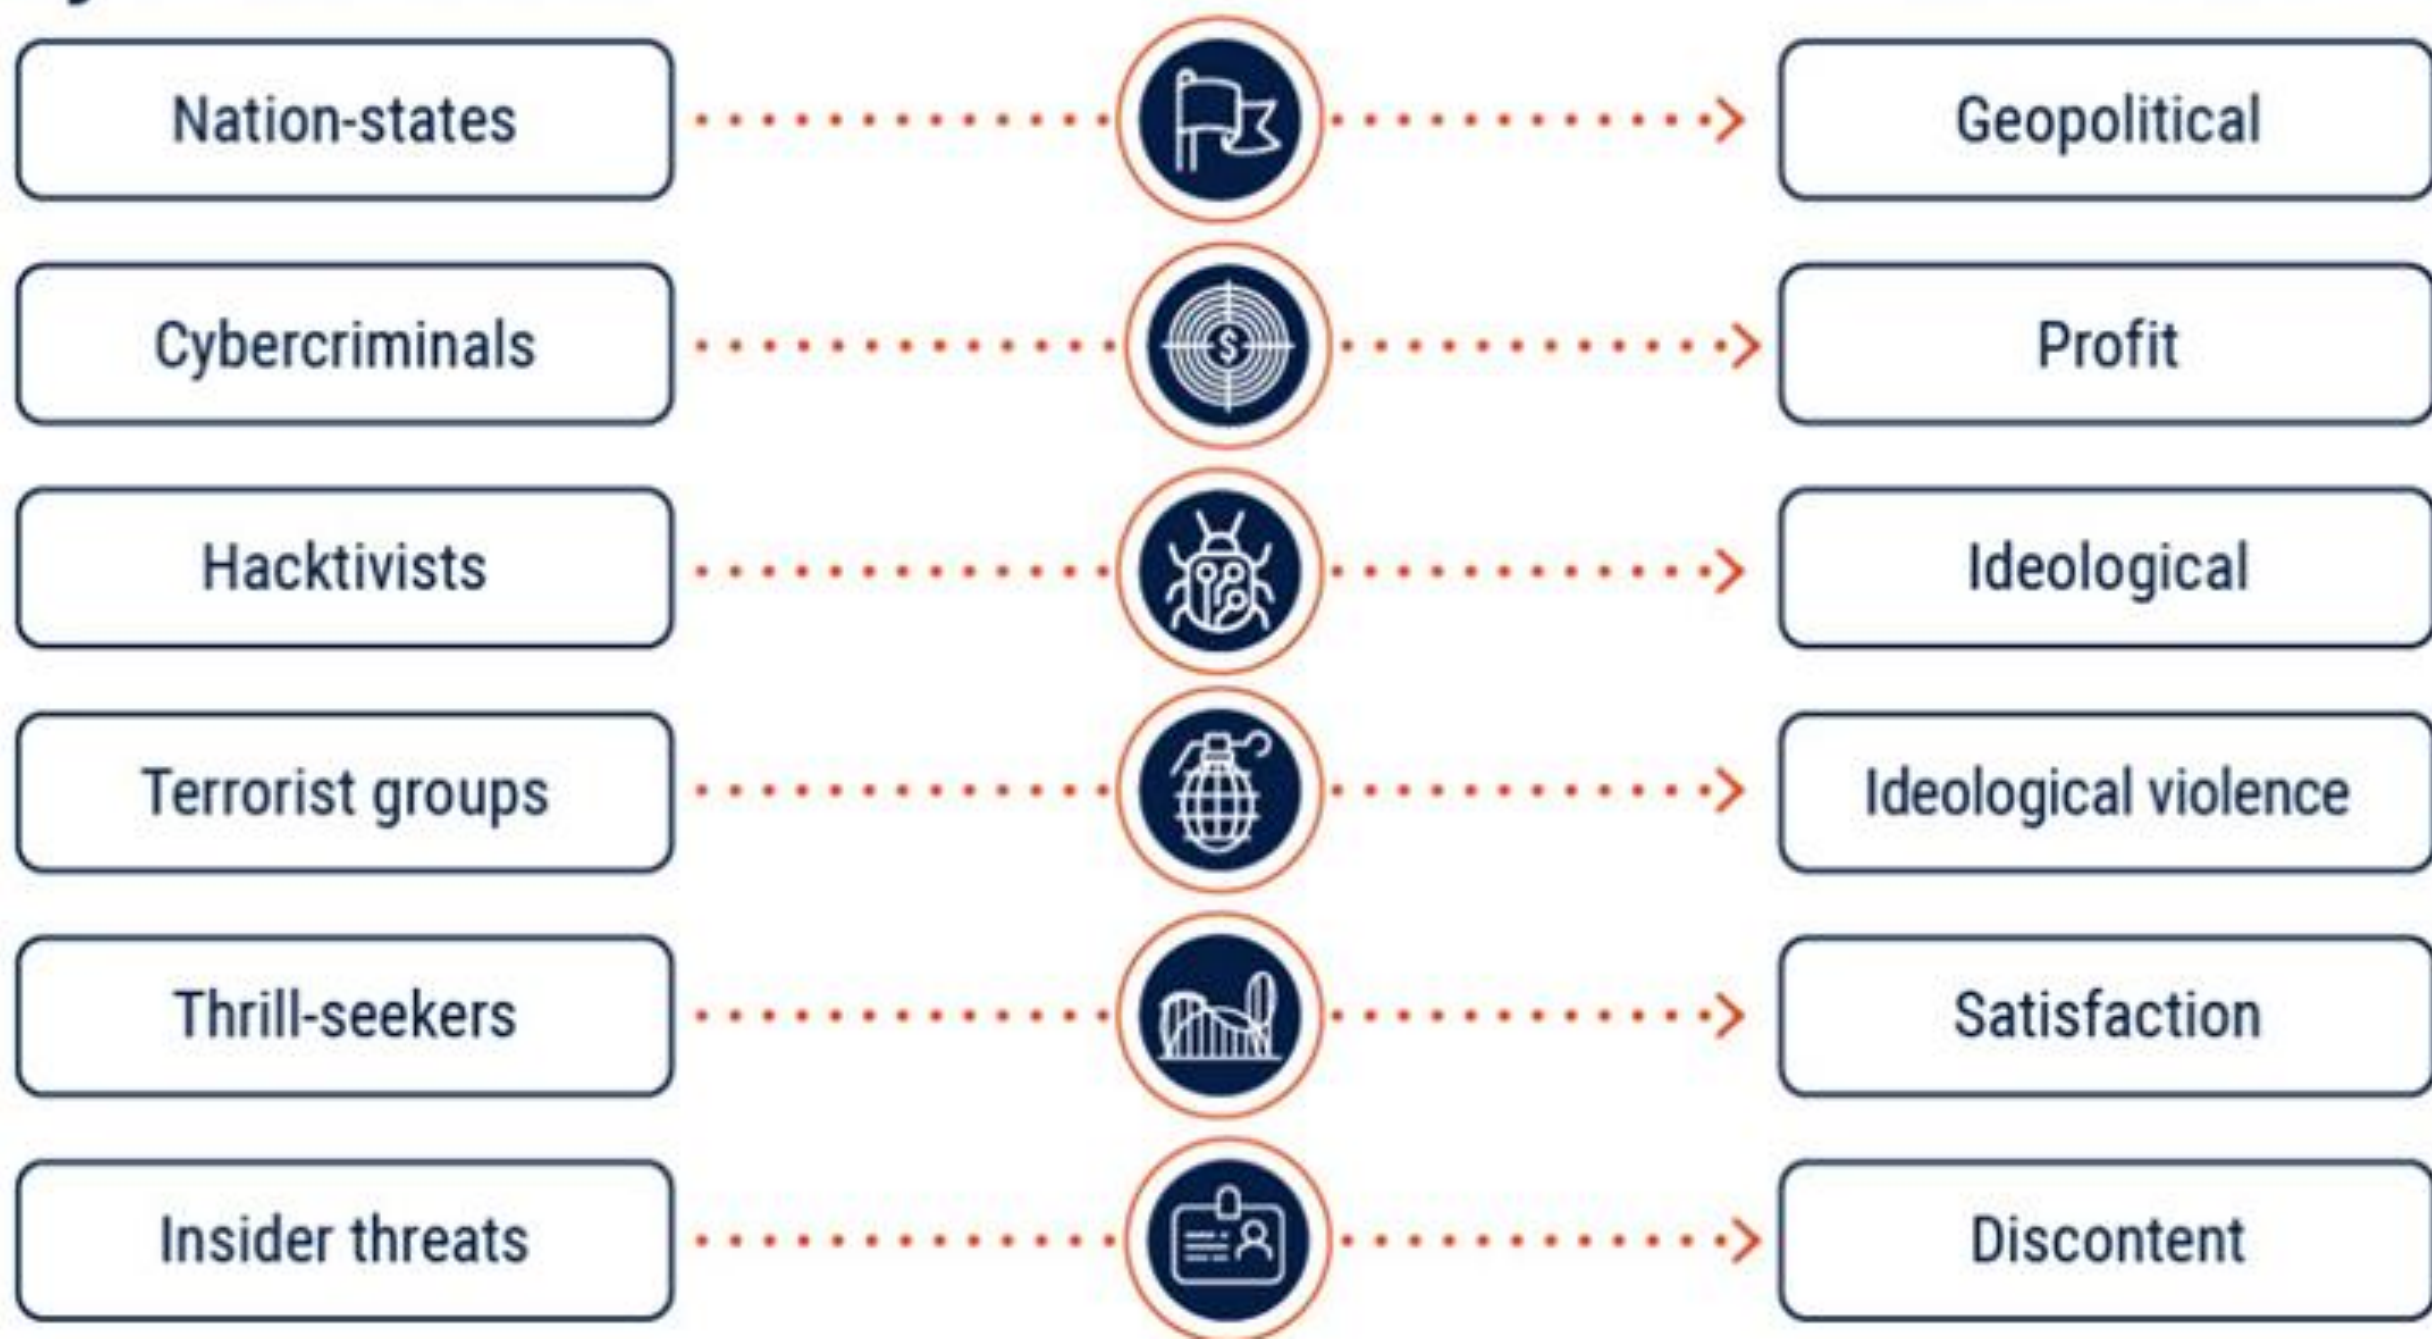 Nation-states
Geopolitical
Cybercriminals
$
Profit
Hacktivists
Ideological
Terrorist groups
Ideological violence
Thrill-seekers
Satisfaction
Insider threats
Discontent